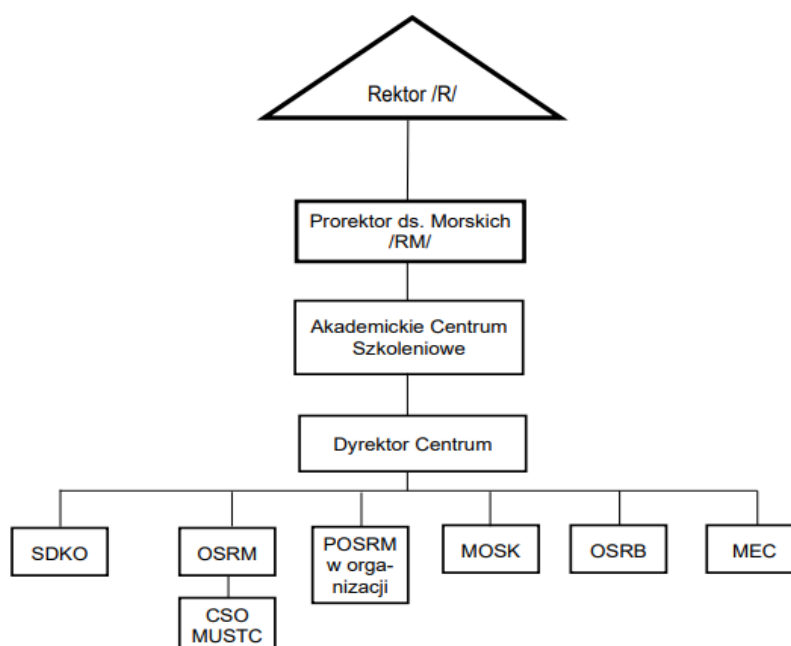 Rektor /R/
Prorektor ds. Morskich
/RM/
Akademickie Centrum
Szkoleniowe
Dyrektor Centrum
SDKO
OSRM
POSRM
w orga-
nizacji
MOSK
OSRB
MEC
CSO
MUSTC